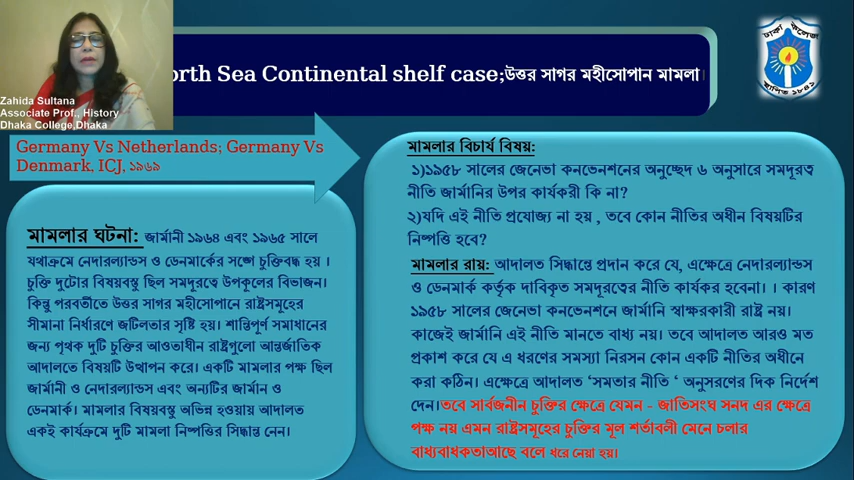 North Sea Continental shelf case;উত্তর সাগর মহীসোপান মামলা।
ঢাকা কলেজ
স্থাপিত ১৮৪১
Zahida Sultana
Associate Prof., History
Dhaka College,Dhaka
Germany Vs Netherlands; Germany Vs
Denmark, ICJ, ১৯৬৯
মামলার ঘটনা: জার্মানী ১৯৬৪ এবং ১৯৬৫ সালে
যথাক্রমে নেদারল্যান্ডস ও ডেনমার্কের সঙ্গে চুক্তিবদ্ধ হয় ।
চুক্তি দুটোর বিষয়বস্তু ছিল সমদূরত্বে উপকূলের বিভাজন।
কিন্তু পরবর্তীতে উত্তর সাগর মহীসোপানে রাষ্ট্রসমূহের
সীমানা নির্ধারণে জটিলতার সৃষ্টি হয়। শান্তিপূর্ণ সমাধানের
জন্য পৃথক দুটি চুক্তির আওতাধীন রাষ্ট্রগুলো আন্তর্জাতিক
আদালতে বিষয়টি উত্থাপন করে। একটি মামলার পক্ষ ছিল
জার্মানী ও নেদারল্যান্ডস এবং অন্যটির জার্মান ও
ডেনমার্ক। মামলার বিষয়বস্তু অভিন্ন হওয়ায় আদালত
একই কার্যক্রমে দুটি মামলা নিষ্পত্তির সিদ্ধান্ত নেন।
মামলার বিচার্য বিষয়:
১)১৯৫৮ সালের জেনেভা কনভেনশনের অনুচ্ছেদ ৬ অনুসারে সমদূরত্ব
নীতি জার্মানির উপর কার্যকরী কি না?
২)যদি এই নীতি প্রযোজ্য না হয় , তবে কোন নীতির অধীন বিষয়টির
নিষ্পত্তি হবে?
মামলার রায়: আদালত সিদ্ধান্তে প্রদান করে যে, এক্ষেত্রে নেদারল্যান্ডস
ও ডেনমার্ক কর্তৃক দাবিকৃত সমদূরত্বের নীতি কার্যকর হবেনা। । কারণ
১৯৫৮ সালের জেনেভা কনভেনশনে জার্মানি স্বাক্ষরকারী রাষ্ট্র নয়।
কাজেই জার্মানি এই নীতি মানতে বাধ্য নয়। তবে আদালত আরও মত
প্রকাশ করে যে এ ধরণের সমস্যা নিরসন কোন একটি নীতির অধীনে
করা কঠিন। এক্ষেত্রে আদালত ‘সমতার নীতি ‘ অনুসরণের দিক নির্দেশ
দেন।তবে সার্বজনীন চুক্তির ক্ষেত্রে যেমন - জাতিসংঘ সনদ এর ক্ষেত্রে
পক্ষ নয় এমন রাষ্ট্রসমূহের চুক্তির মূল শর্তাবলী মেনে চলার
বাধ্যবাধকতাআছে বলে ধরে নেয়া হয়।